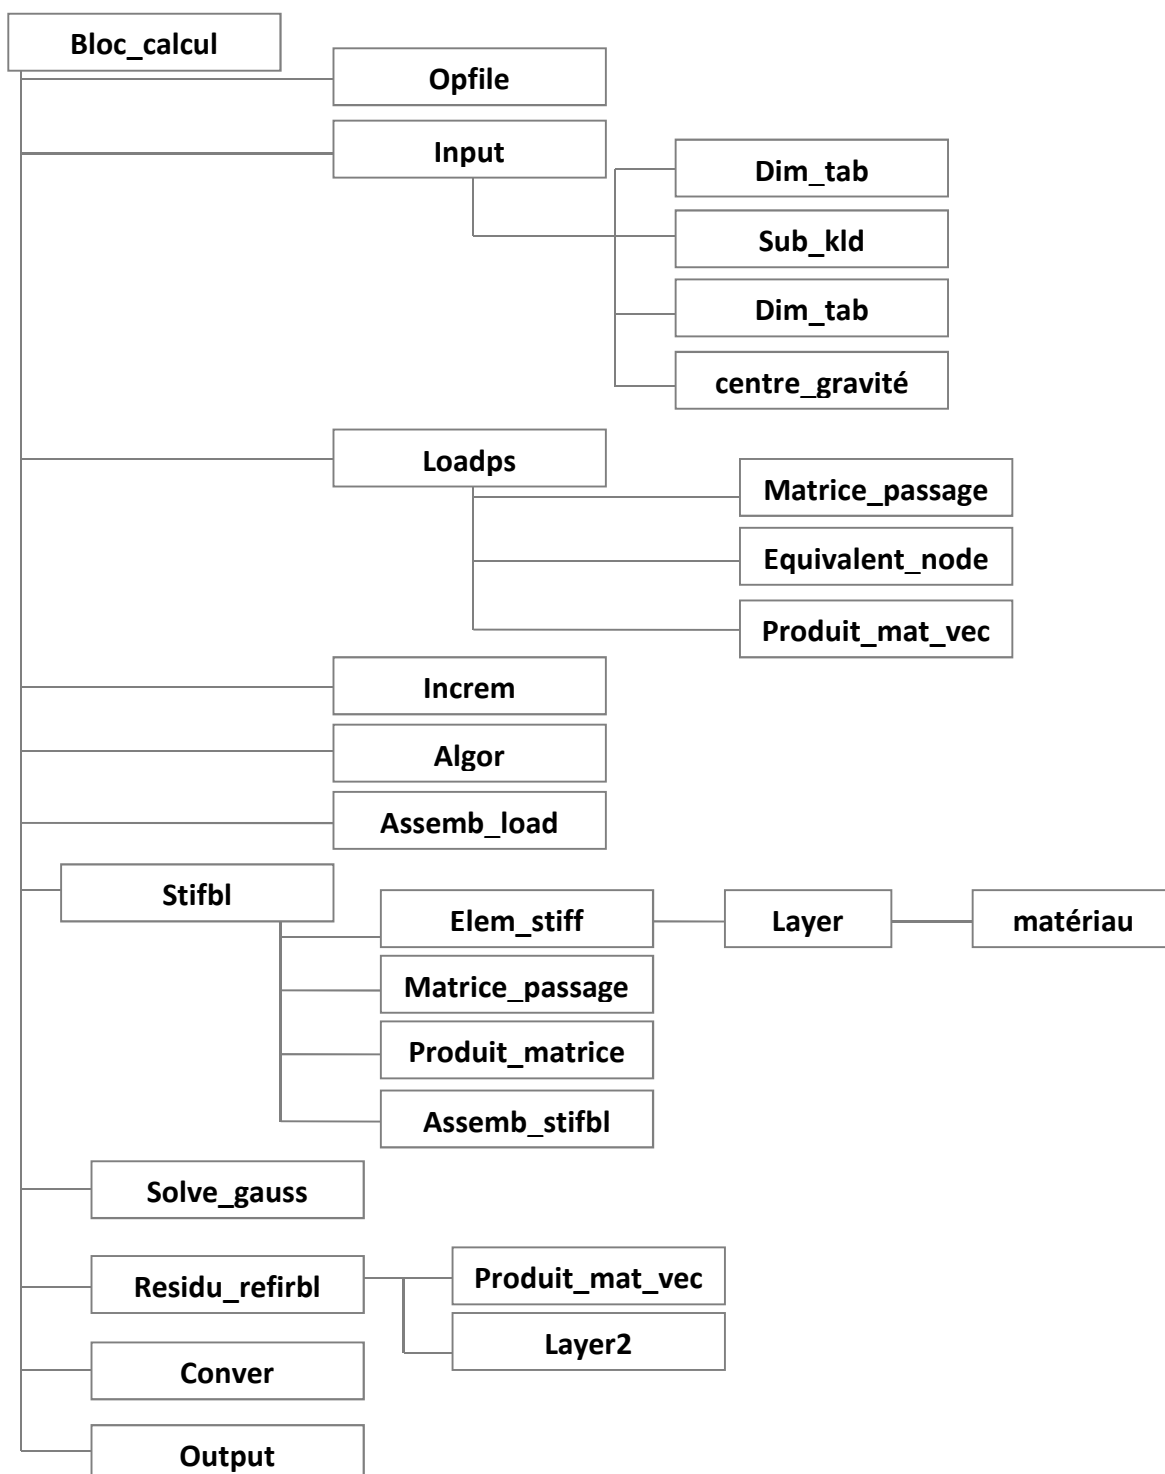 Bloc_calcul
Opfile
Input
Dim_tab
Sub_kld
Dim_tab
centre_gravité
Loadps
Matrice_passage
Equivalent_node
Produit_mat_vec
Increm
Algor
Assemb_load
Stifbl
Elem_stiff
Layer
matériau
Matrice_passage
Produit_matrice
Assemb_stifbl
Solve_gauss
Residu_refirbl
Produit_mat_vec
Layer2
Conver
Output